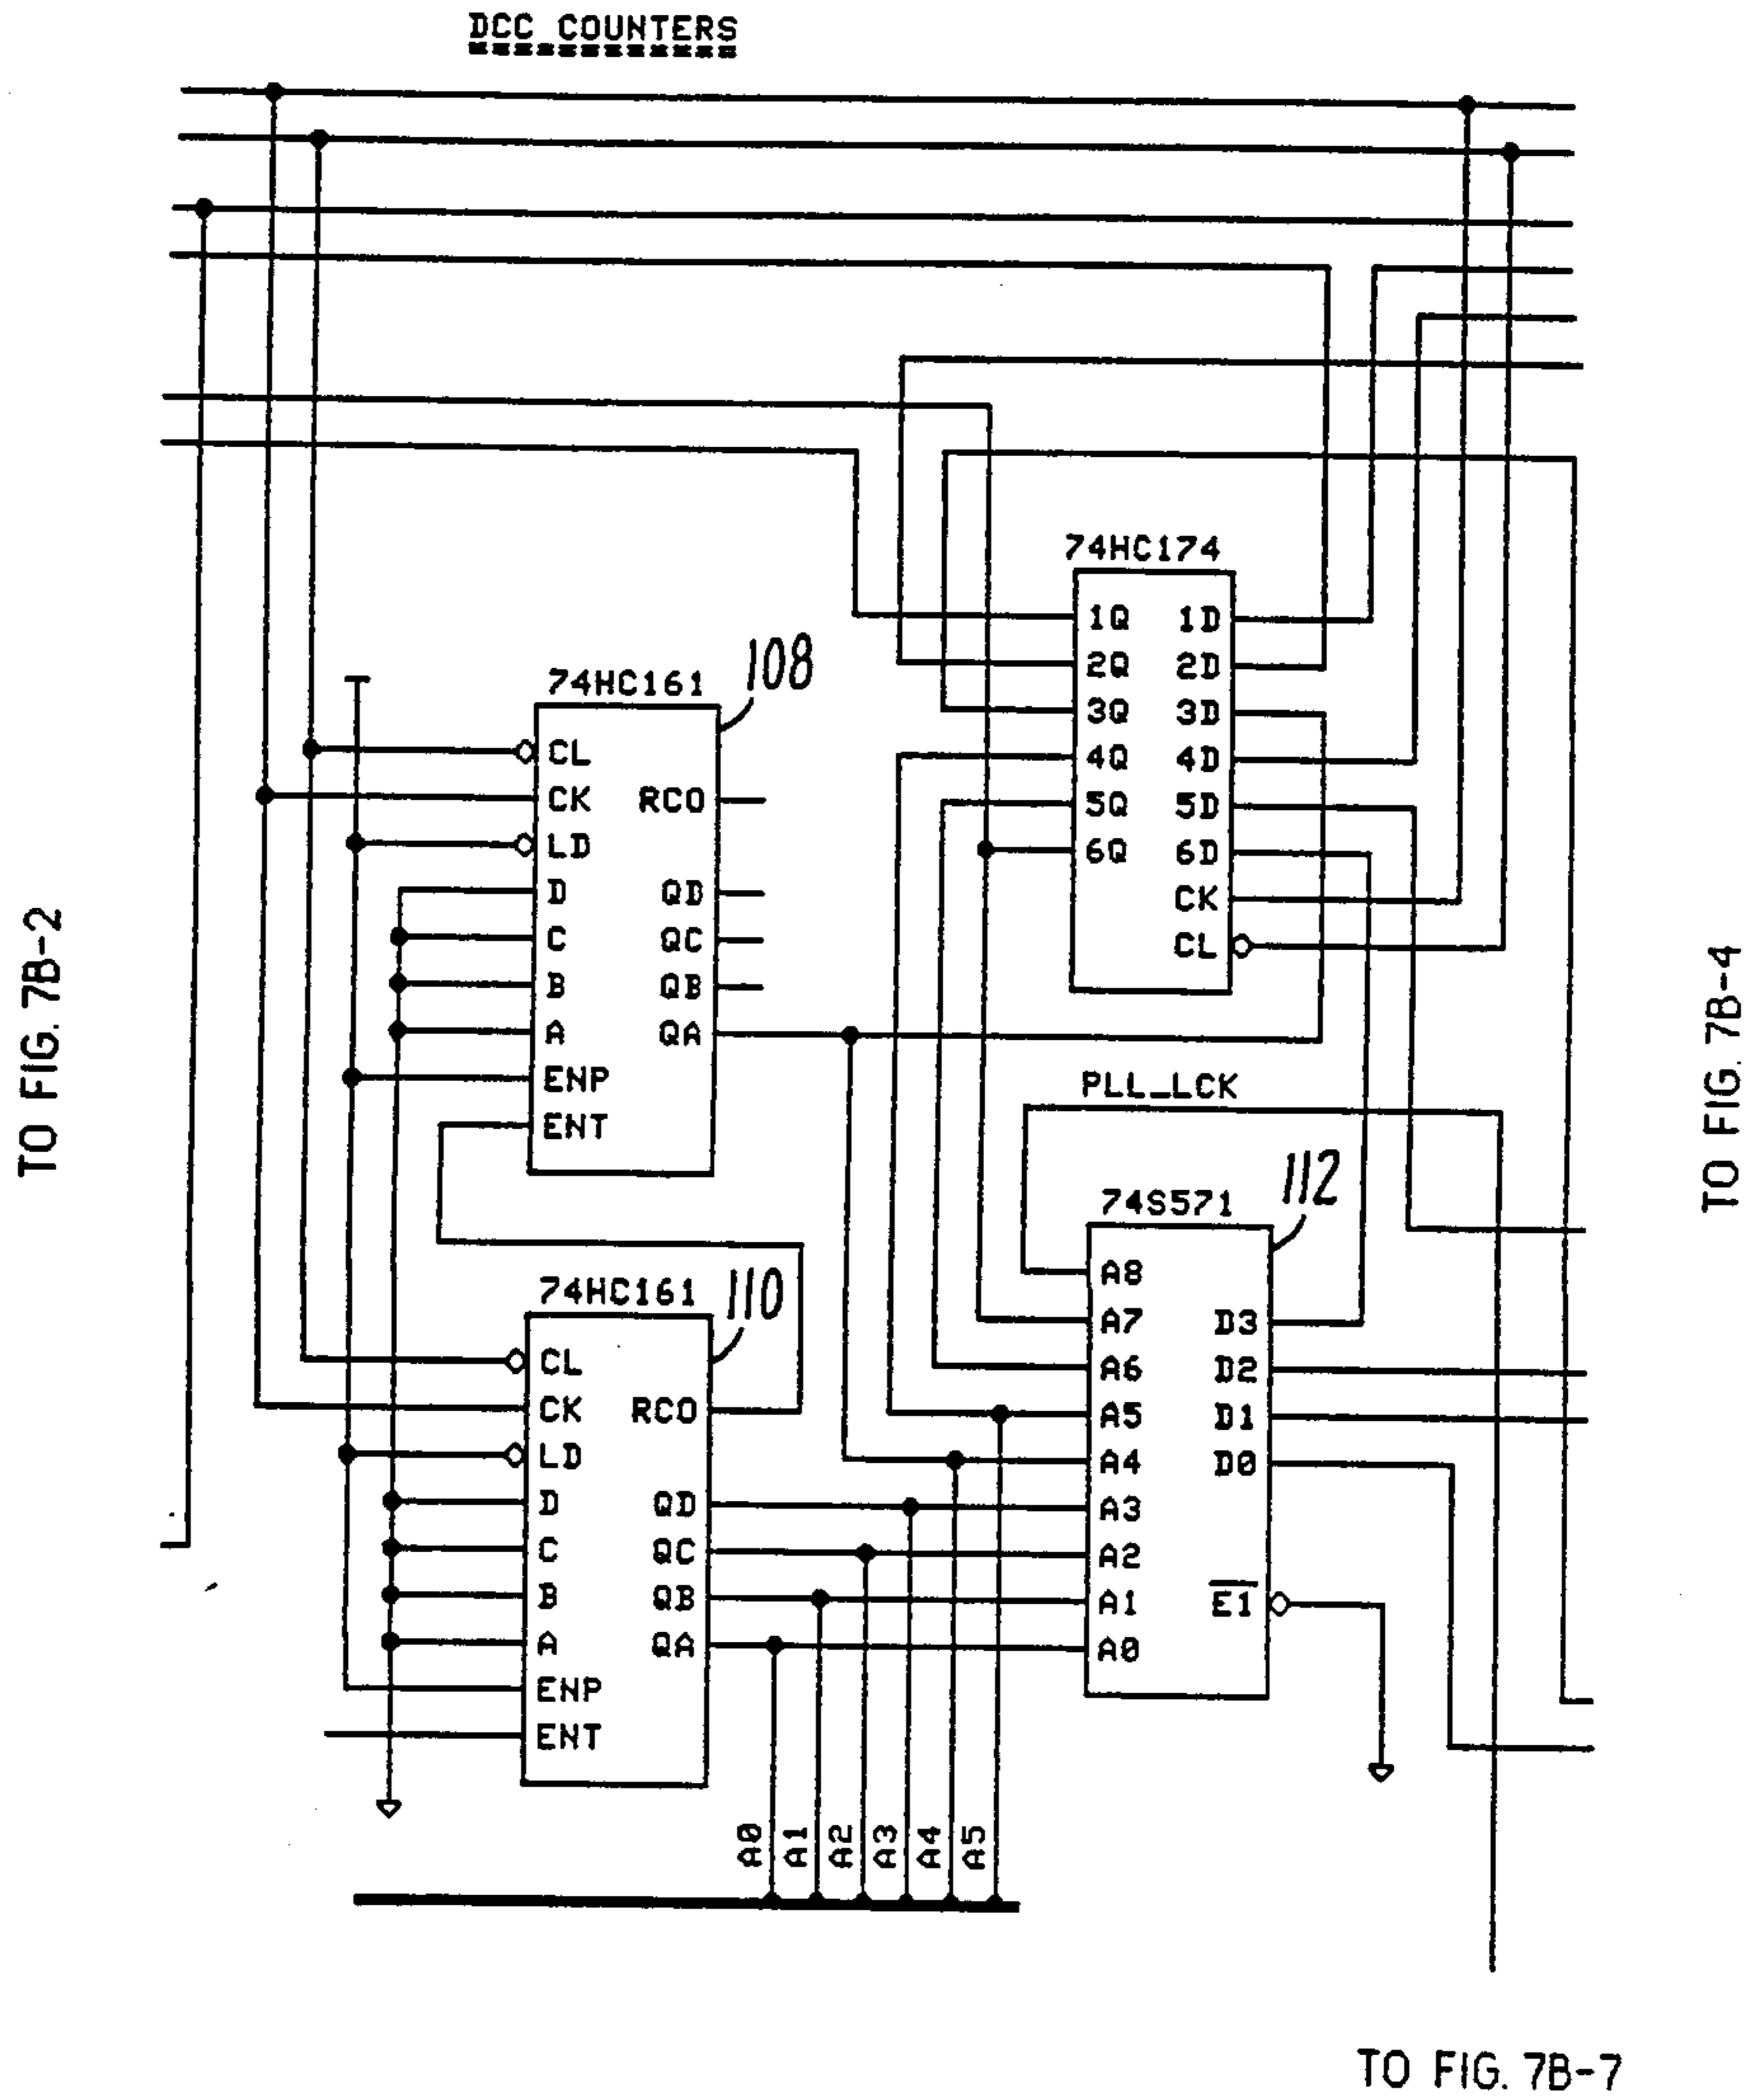 DCC COUNTERS
TO FIG. 7B-2
74HC161
108
CL
CK
LD
D
C
B
A
ENP
ENT
RCO
QD
QC
QB
QA
74HC174
1Q 1D
2Q 2D
3Q 3D
4Q 4D
5Q 5D
6Q 6D
CK
CL
74HC161
110
CL
CK
LD
D
C
B
A
ENP
ENT
RCO
QD
QC
QB
QA
PLL_LCK
74S571
112
A8
A7
A6
A5
A4
A3
A2
A1
A0
D3
D2
D1
D0
E1
A0
A1
A2
A3
A4
A5
TO FIG. 7B-4
TO FIG. 7B-7